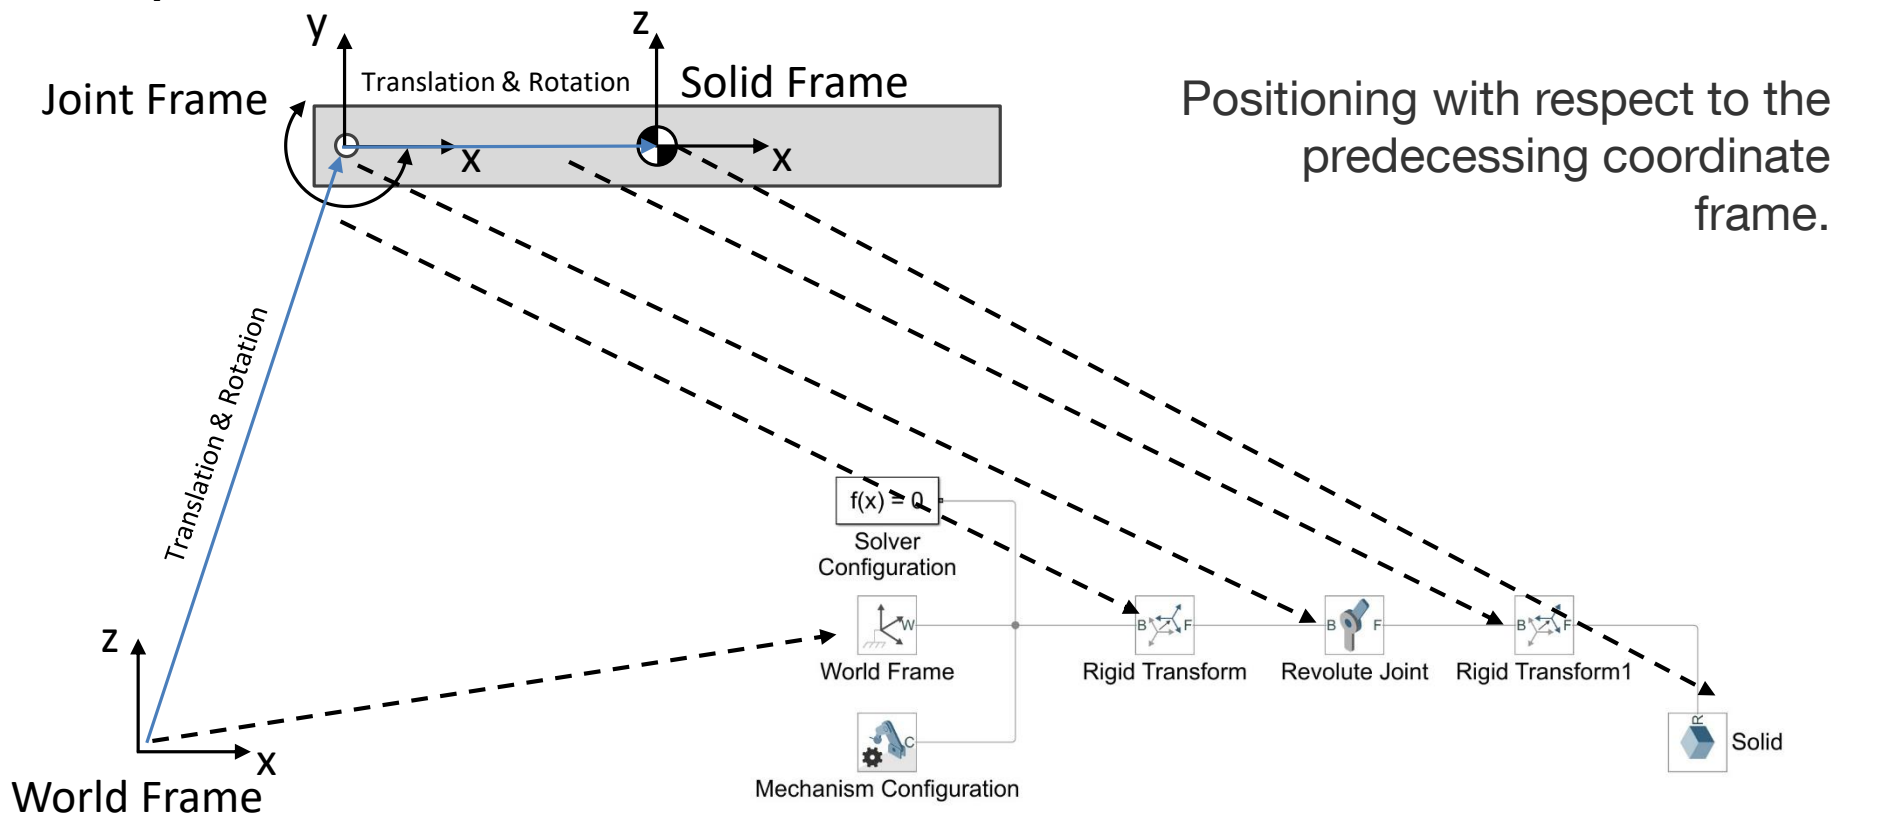 y
z
Translation & Rotation
Solid Frame
Joint Frame
x
x
Positioning with respect to the
predecessing coordinate
frame.
Translation & Rotation
z
x
World Frame
f(x) = 0
Solver
Configuration
W
World Frame
C
Mechanism Configuration
B
F
Rigid Transform
B
F
Revolute Joint
B
F
Rigid Transform1
R
Solid